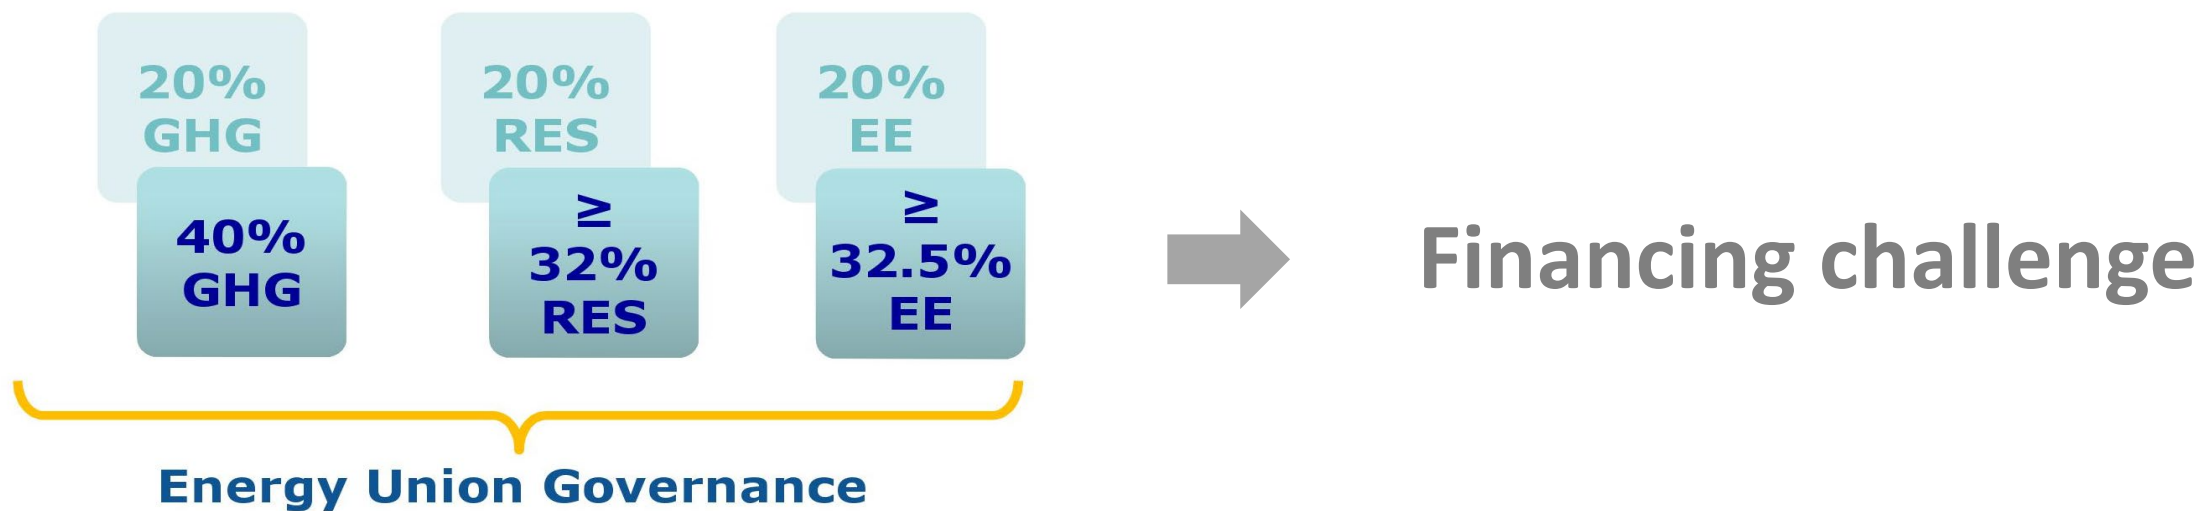 20%
GHG
20%
RES
20%
EE
40%
GHG
≥
32%
RES
≥
32.5%
EE
Energy Union Governance
Financing challenge